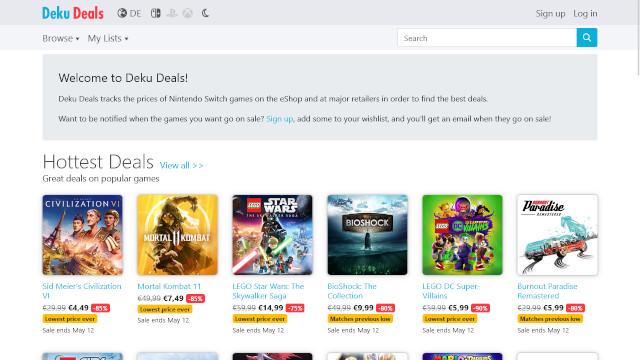 Deku Deals
DE
Sign up
Log in
Browse
My Lists
Search
Welcome to Deku Deals!
Deku Deals tracks the prices of Nintendo Switch games on the eShop and at major retailers in order to find the best deals.
Want to be notified when the games you want go on sale? Sign up, add some to your wishlist, and you'll get an email when they go on sale!
Hottest Deals View all >>
Great deals on popular games
CIVILIZATION VI
MORTAL KOMBAT
LEGO STAR WARS
THE SKYWALKER SAGA
BIOSHOCK
LEGO DC
VILLAINS
BURNOUT
Paradise
REMASTERED
Sid Meier's Civilization
VI
€29,99 €4,49 -85%
Lowest price ever
Sale ends May 12
Mortal Kombat 11
€49,99 €7,49 -85%
Lowest price ever
Sale ends May 12
LEGO Star Wars: The
Skywalker Saga
€59,99 €14,99 -75%
Lowest price ever
Sale ends May 12
BioShock: The
Collection
€49,99 €9,99 -80%
Matches previous low
Sale ends May 12
LEGO DC Super-
Villains
€59,99 €5,99 -90%
Lowest price ever
Sale ends May 12
Burnout Paradise
Remastered
€29,99 €5,99 -80%
Matches previous low
Sale ends May 12